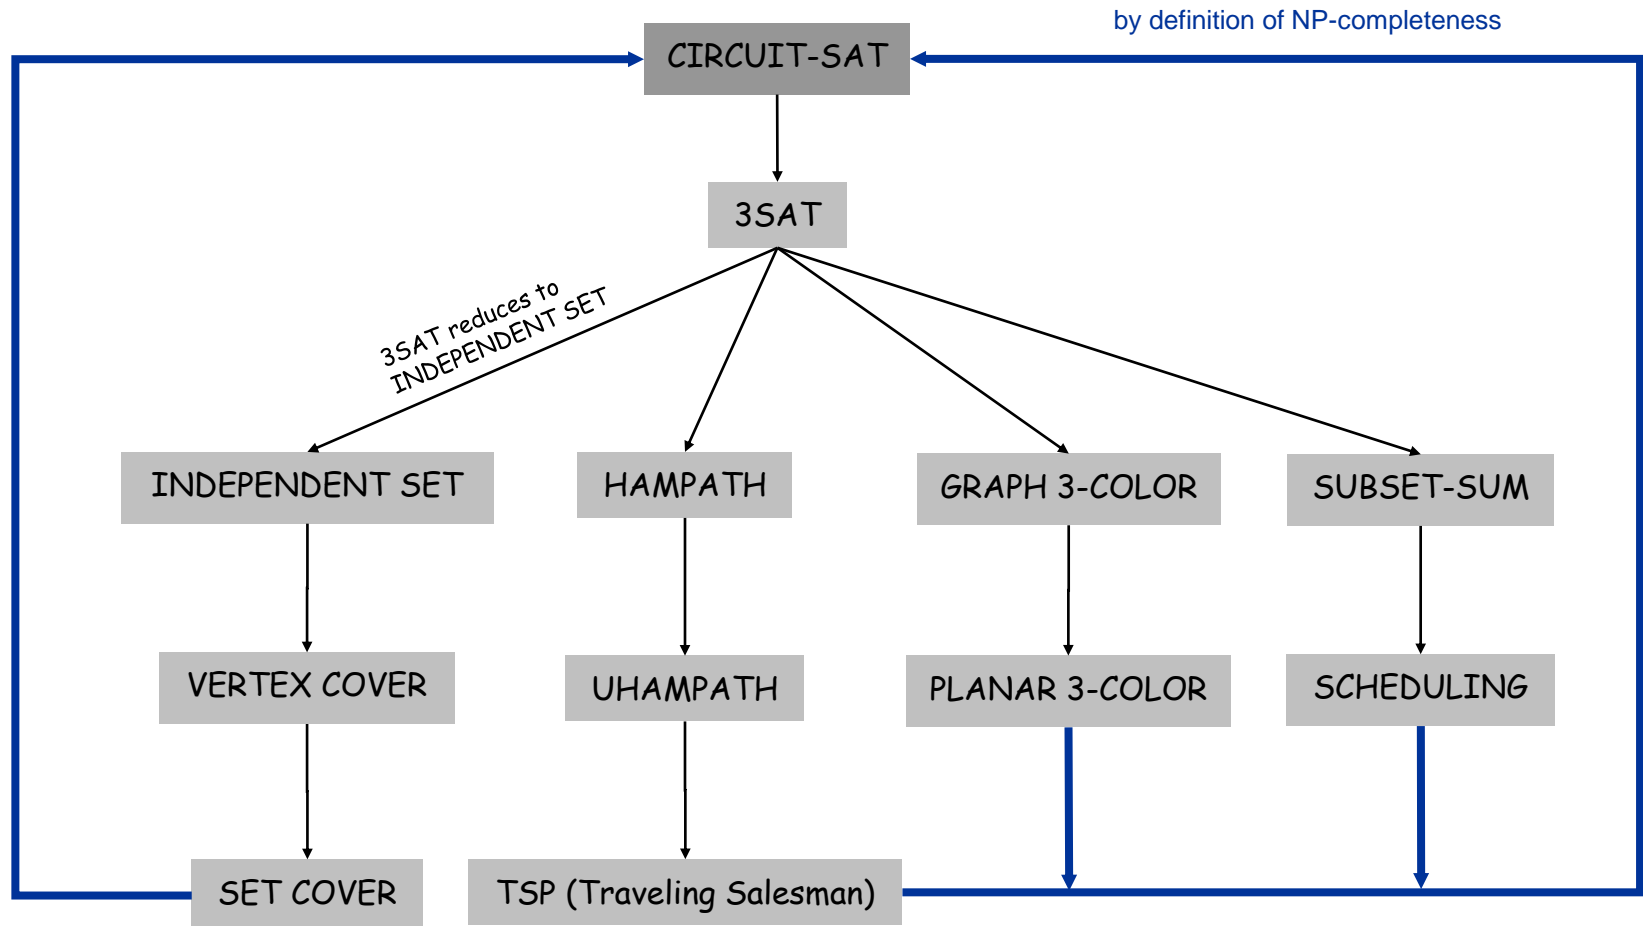 by definition of NP-completeness
CIRCUIT-SAT
3SAT
3SAT reduces to
INDEPENDENT SET
INDEPENDENT SET
HAMPATH
GRAPH 3-COLOR
SUBSET-SUM
VERTEX COVER
UHAMPATH
PLANAR 3-COLOR
SCHEDULING
SET COVER
TSP (Traveling Salesman)